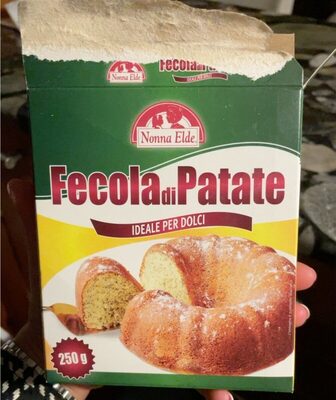 Nonna Elde
Fecola di Patate
Nonna Elde
Fecola di Patate
IDEALE PER DOLCI
250 g